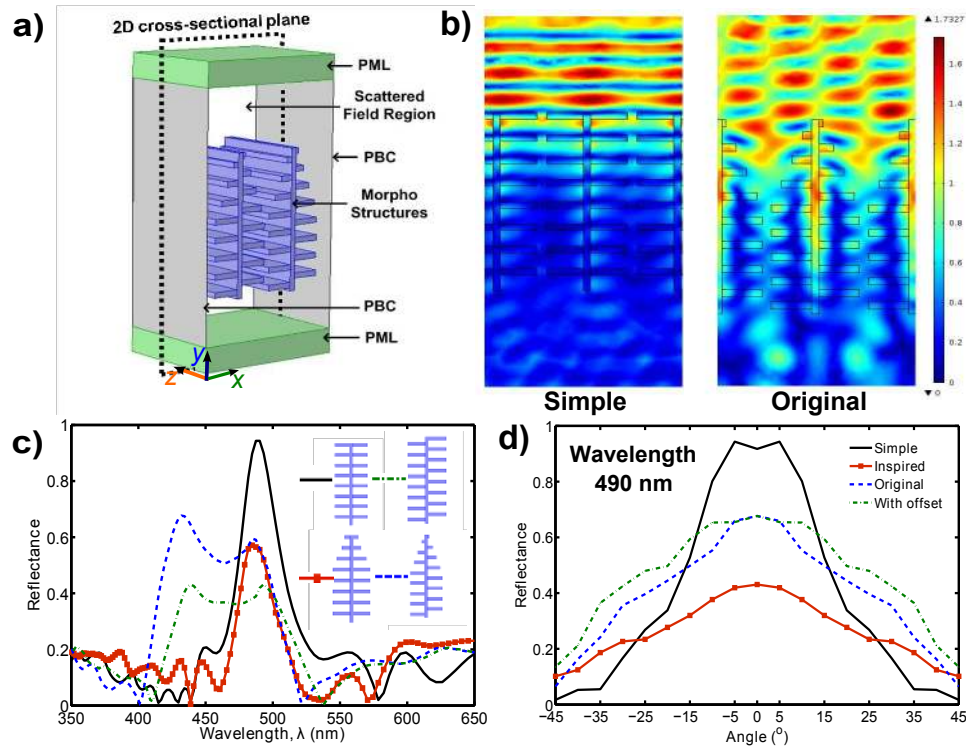 a)
2D cross-sectional plane
PML
Scattered
Field Region
PBC
Morpho
Structures
PBC
PML
y
z
x
b)
▲ 1.7327
1.6
1.4
1.2
1
0.8
0.6
0.4
0.2
0
▼ 0
Simple
Original
c)
1
0.8
0.6
0.4
0.2
0
Reflectance
350
400
450
500
550
600
650
Wavelength, λ (nm)
d)
Wavelength
490 nm
Simple
Inspired
Original
With offset
1
0.8
0.6
0.4
0.2
0
Reflectance
−45
−35
−25
−15
−5
0
5
15
25
35
45
Angle (°)